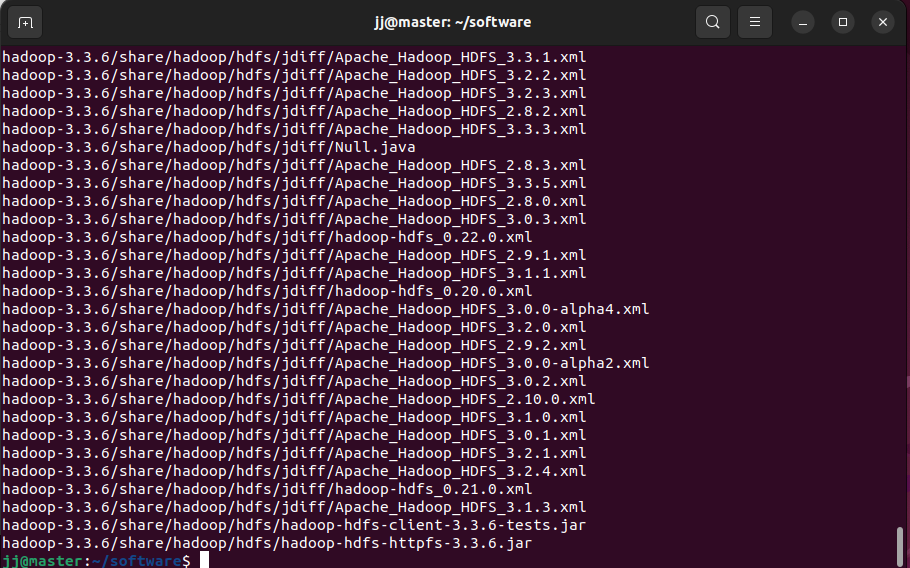 jj@master: ~/software
hadoop-3.3.6/share/hadoop/hdfs/jdiff/Apache_Hadoop_HDFS_3.3.1.xml
hadoop-3.3.6/share/hadoop/hdfs/jdiff/Apache_Hadoop_HDFS_3.2.2.xml
hadoop-3.3.6/share/hadoop/hdfs/jdiff/Apache_Hadoop_HDFS_3.2.3.xml
hadoop-3.3.6/share/hadoop/hdfs/jdiff/Apache_Hadoop_HDFS_2.8.2.xml
hadoop-3.3.6/share/hadoop/hdfs/jdiff/Apache_Hadoop_HDFS_3.3.3.xml
hadoop-3.3.6/share/hadoop/hdfs/jdiff/Null.java
hadoop-3.3.6/share/hadoop/hdfs/jdiff/Apache_Hadoop_HDFS_2.8.3.xml
hadoop-3.3.6/share/hadoop/hdfs/jdiff/Apache_Hadoop_HDFS_3.3.5.xml
hadoop-3.3.6/share/hadoop/hdfs/jdiff/Apache_Hadoop_HDFS_2.8.0.xml
hadoop-3.3.6/share/hadoop/hdfs/jdiff/Apache_Hadoop_HDFS_3.0.3.xml
hadoop-3.3.6/share/hadoop/hdfs/jdiff/hadoop-hdfs_0.22.0.xml
hadoop-3.3.6/share/hadoop/hdfs/jdiff/Apache_Hadoop_HDFS_2.9.1.xml
hadoop-3.3.6/share/hadoop/hdfs/jdiff/Apache_Hadoop_HDFS_3.1.1.xml
hadoop-3.3.6/share/hadoop/hdfs/jdiff/hadoop-hdfs_0.20.0.xml
hadoop-3.3.6/share/hadoop/hdfs/jdiff/Apache_Hadoop_HDFS_3.0.0-alpha4.xml
hadoop-3.3.6/share/hadoop/hdfs/jdiff/Apache_Hadoop_HDFS_3.2.0.xml
hadoop-3.3.6/share/hadoop/hdfs/jdiff/Apache_Hadoop_HDFS_2.9.2.xml
hadoop-3.3.6/share/hadoop/hdfs/jdiff/Apache_Hadoop_HDFS_3.0.0-alpha2.xml
hadoop-3.3.6/share/hadoop/hdfs/jdiff/Apache_Hadoop_HDFS_3.0.2.xml
hadoop-3.3.6/share/hadoop/hdfs/jdiff/Apache_Hadoop_HDFS_2.10.0.xml
hadoop-3.3.6/share/hadoop/hdfs/jdiff/Apache_Hadoop_HDFS_3.1.0.xml
hadoop-3.3.6/share/hadoop/hdfs/jdiff/Apache_Hadoop_HDFS_3.0.1.xml
hadoop-3.3.6/share/hadoop/hdfs/jdiff/Apache_Hadoop_HDFS_3.2.1.xml
hadoop-3.3.6/share/hadoop/hdfs/jdiff/Apache_Hadoop_HDFS_3.2.4.xml
hadoop-3.3.6/share/hadoop/hdfs/jdiff/hadoop-hdfs_0.21.0.xml
hadoop-3.3.6/share/hadoop/hdfs/jdiff/Apache_Hadoop_HDFS_3.1.3.xml
hadoop-3.3.6/share/hadoop/hdfs/hadoop-hdfs-client-3.3.6-tests.jar
hadoop-3.3.6/share/hadoop/hdfs/hadoop-hdfs-httpfs-3.3.6.jar
jj@master:~/software$